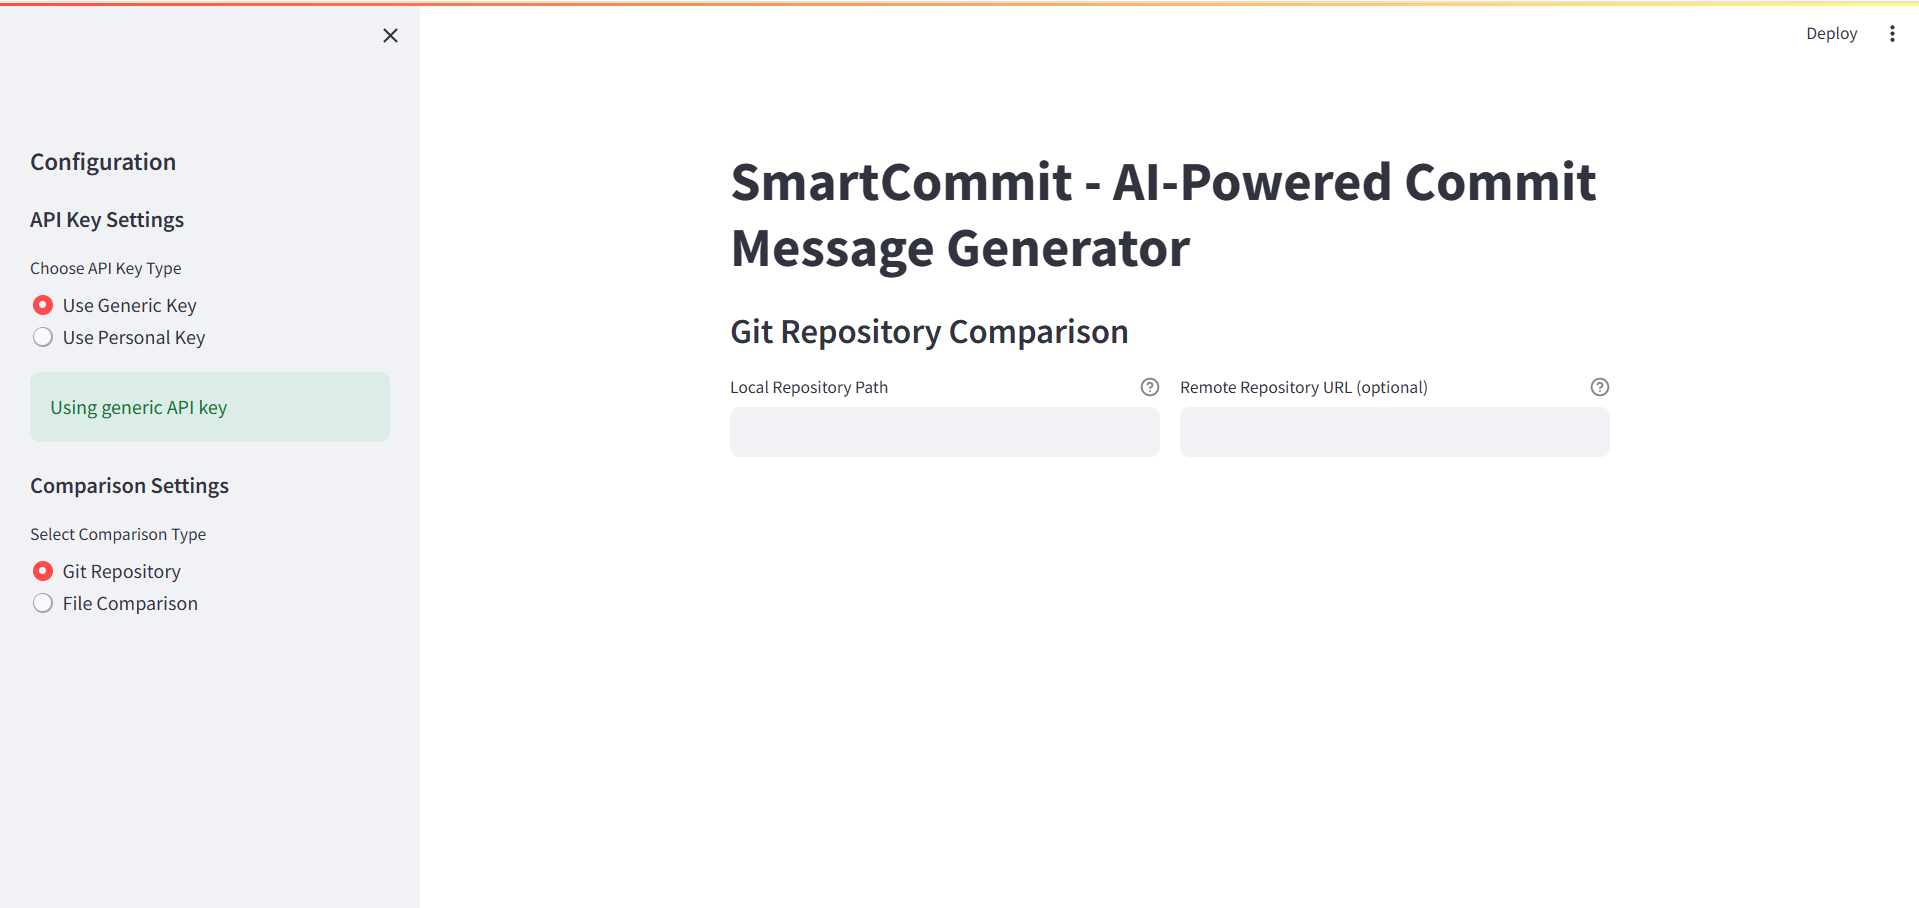 Deploy
Configuration
API Key Settings
Choose API Key Type
Use Generic Key
Use Personal Key
Using generic API key
Comparison Settings
Select Comparison Type
Git Repository
File Comparison
SmartCommit - AI-Powered Commit
Message Generator
Git Repository Comparison
Local Repository Path
Remote Repository URL (optional)